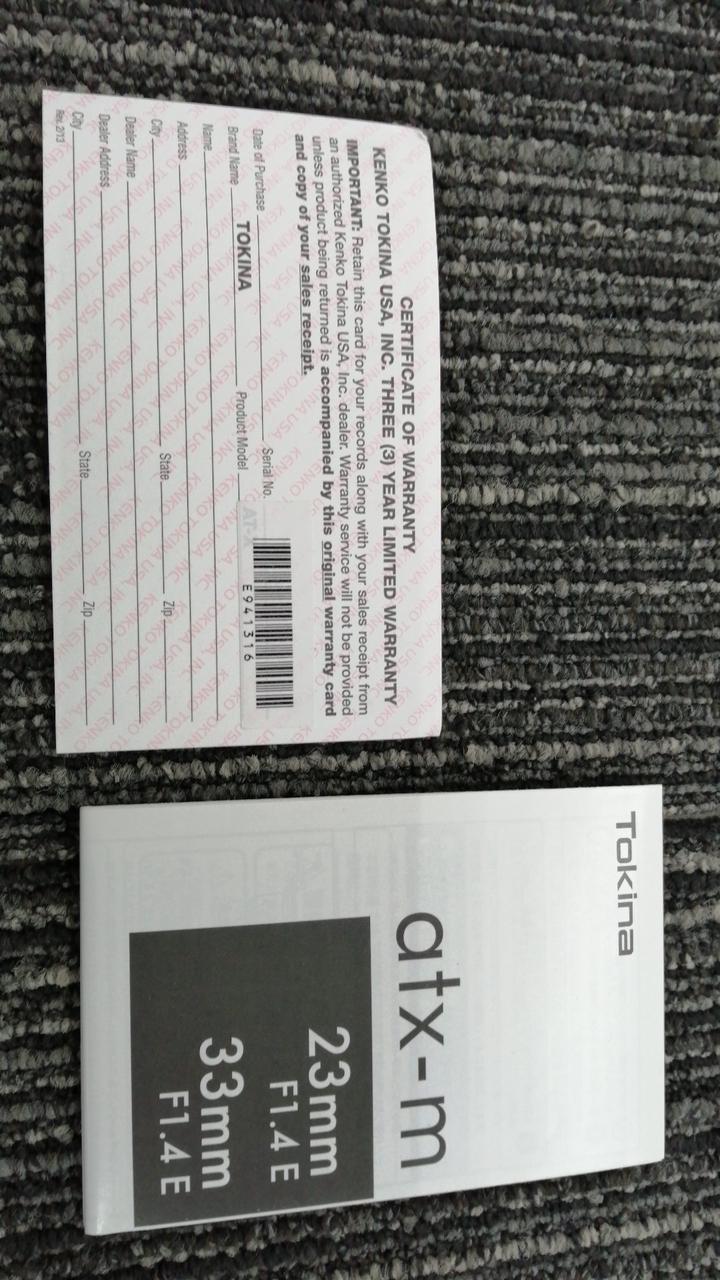 CERTIFICATE OF WARRANTY
KENKO TOKINA USA, INC. THREE (3) YEAR LIMITED WARRANTY
IMPORTANT: Retain this card for your records along with your sales receipt from
an authorized Kenko Tokina USA, Inc. dealer. Warranty service will not be provided
unless product being returned is accompanied by this original warranty card
and copy of your sales receipt.
Date of Purchase Serial No.
E941316
Brand Name TOKINA Product Model AT-X
Name
Address
City State Zip
Dealer Name
Dealer Address
City State Zip
Rev. 2/13
Tokina
atx-m
23mm
F1.4 E
33mm
F1.4 E